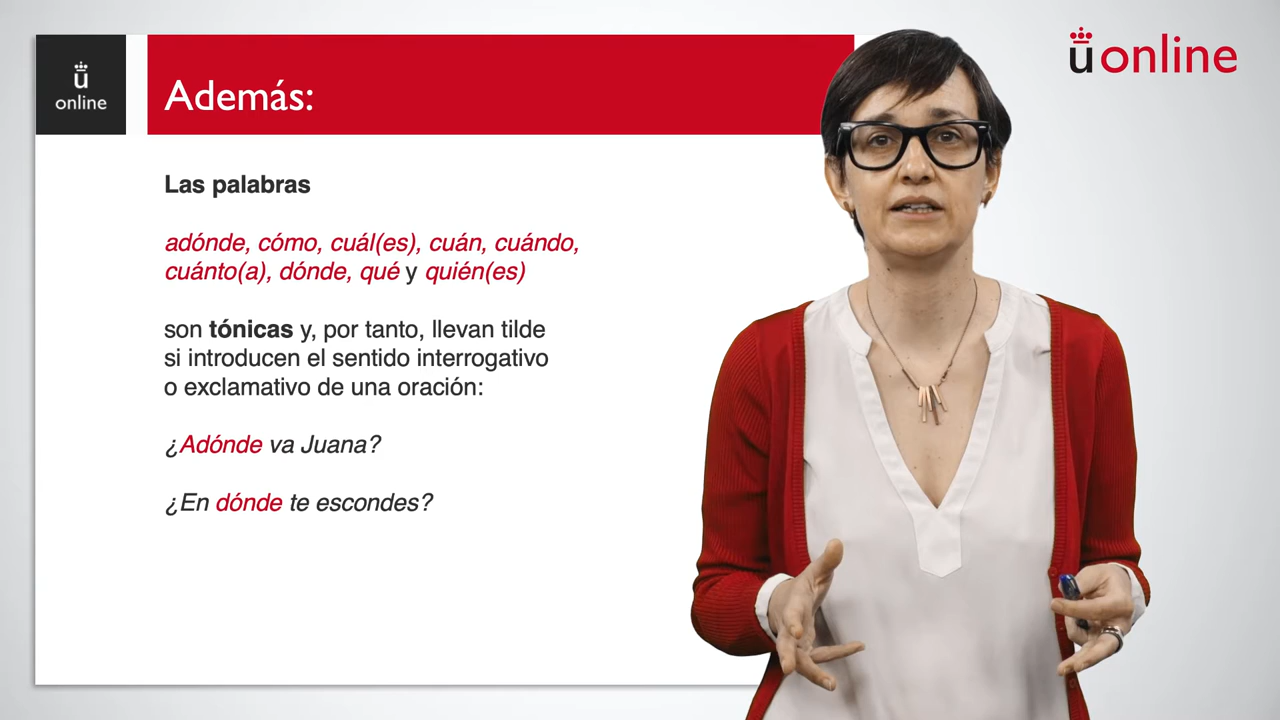 ü
online
Además:
üonline
Las palabras
adónde, cómo, cuál(es), cuán, cuándo,
cuánto(a), dónde, qué y quién(es)
son tónicas y, por tanto, llevan tilde
si introducen el sentido interrogativo
o exclamativo de una oración:
¿Adónde va Juana?
¿En dónde te escondes?